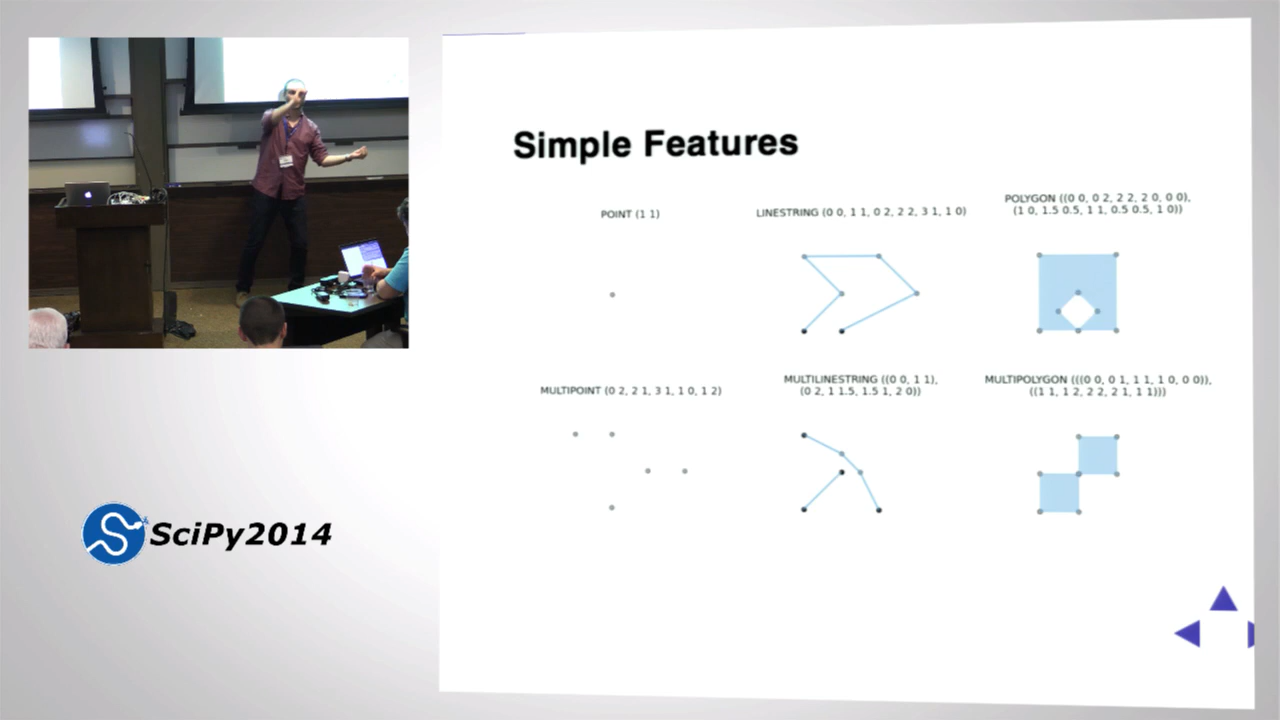 Simple Features
POINT (1 1)
LINESTRING (0 0, 1 1, 0 2, 2 2, 3 1, 1 0)
POLYGON ((0 0, 0 2, 2 2, 2 0, 0 0),
(1 0, 1.5 0.5, 1 1, 0.5 0.5, 1 0))
MULTIPOINT (0 2, 2 1, 3 1, 1 0, 1 2)
MULTILINESTRING ((0 0, 1 1),
(0 2, 1 1.5, 1.5 1, 2 0))
MULTIPOLYGON (((0 0, 0 1, 1 1, 1 0, 0 0)),
((1 1, 1 2, 2 2, 2 1, 1 1)))
SciPy2014